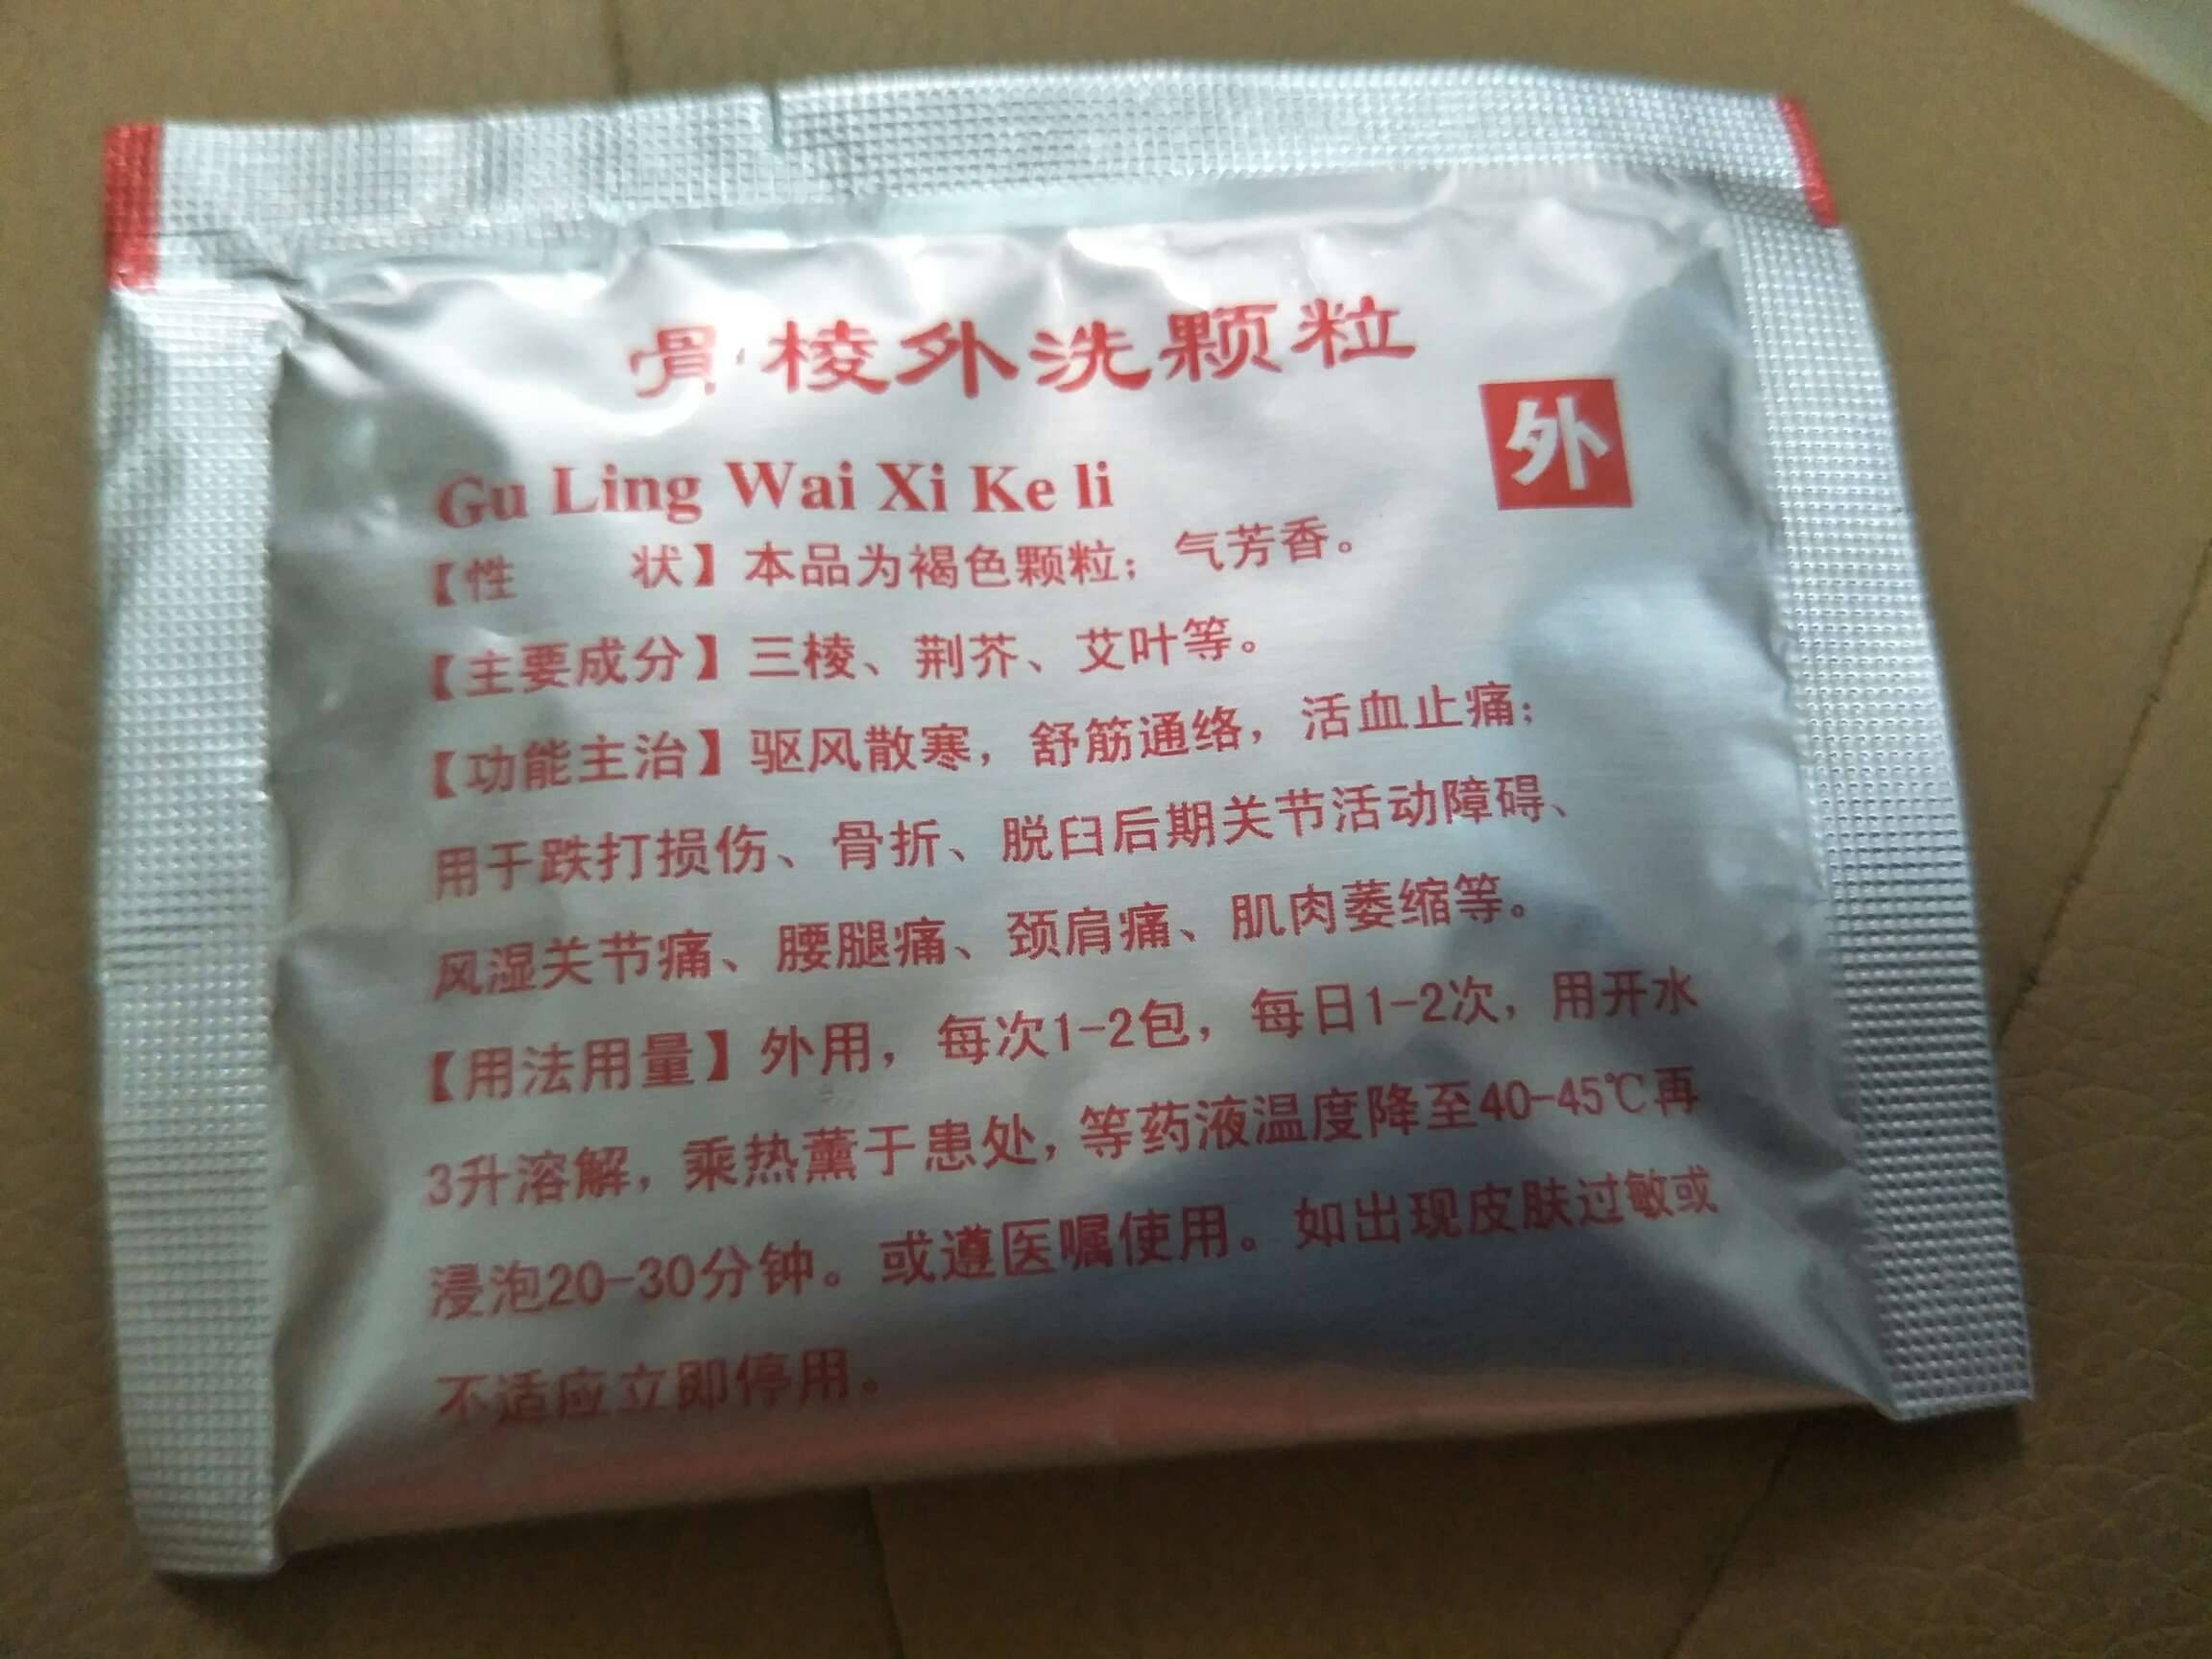 骨棱外洗颗粒
外
Gu Ling Wai Xi Ke li
【性 状】本品为褐色颗粒；气芳香。
【主要成分】三棱、荆芥、艾叶等。
【功能主治】驱风散寒，舒筋通络，活血止痛；
用于跌打损伤、骨折、脱臼后期关节活动障碍、
风湿关节痛、腰腿痛、颈肩痛、肌肉萎缩等。
【用法用量】外用，每次1-2包，每日1-2次，用开水
3升溶解，乘热薰于患处，等药液温度降至40-45℃再
浸泡20-30分钟。或遵医嘱使用。如出现皮肤过敏或
不适应立即停用。